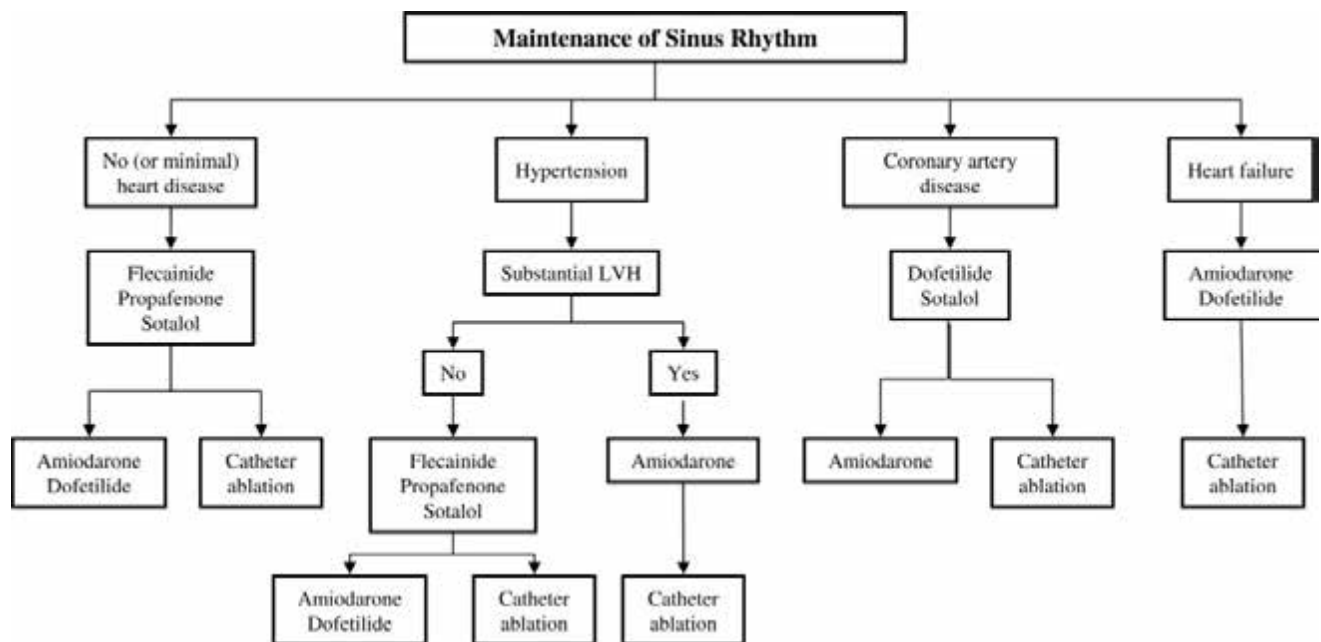 Maintenance of Sinus Rhythm
No (or minimal)
heart disease
Hypertension
Coronary artery
disease
Heart failure
Flecainide
Propafenone
Sotalol
Substantial LVH
Dofetilide
Sotalol
Amiodarone
Dofetilide
No
Yes
Amiodarone
Dofetilide
Catheter
ablation
Flecainide
Propafenone
Sotalol
Amiodarone
Amiodarone
Catheter
ablation
Catheter
ablation
Amiodarone
Dofetilide
Catheter
ablation
Catheter
ablation